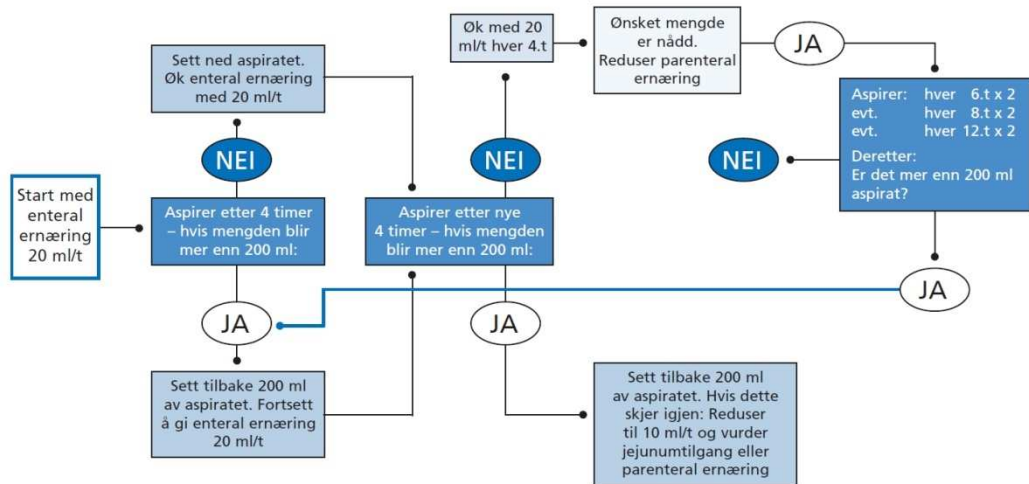 Start med
enteral
ernæring
20 ml/t
Sett ned aspiratet.
Øk enteral ernæring
med 20 ml/t
NEI
Aspirer etter 4 timer
– hvis mengden blir
mer enn 200 ml:
JA
Sett tilbake 200 ml
av aspiratet. Fortsett
å gi enteral ernæring
20 ml/t
Øk med 20
ml/t hver 4.t
NEI
Aspirer etter nye
4 timer – hvis mengden
blir mer enn 200 ml:
JA
Sett tilbake 200 ml
av aspiratet. Hvis dette
skjer igjen: Reduser
til 10 ml/t og vurder
jejunumtilgang eller
parenteral ernæring
Ønsket mengde
er nådd.
Reduser parenteral
ernæring
JA
Aspirer: hver 6.t x 2
evt. hver 8.t x 2
evt. hver 12.t x 2
Deretter:
Er det mer enn 200 ml
aspirat?
NEI
JA